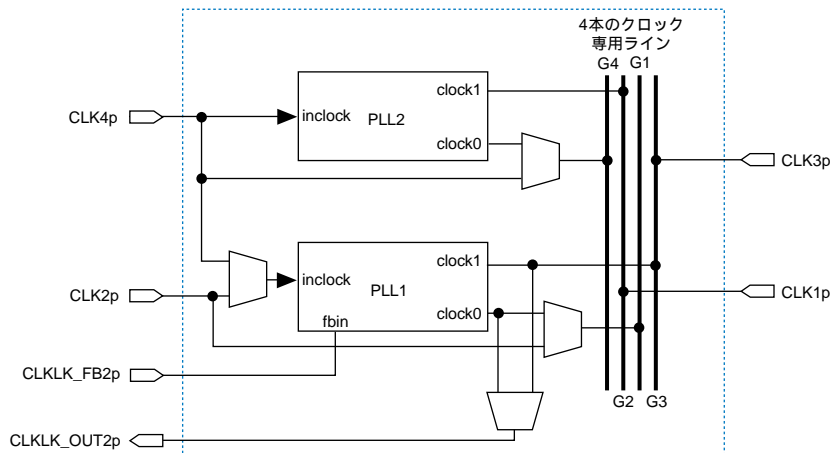 4本のクロック
専用ライン
G4 G1
CLK4p
inclock
PLL2
clock1
clock0
CLK3p
CLK2p
inclock
PLL1
clock1
clock0
fbin
CLK1p
CLKLK_FB2p
G2 G3
CLKLK_OUT2p